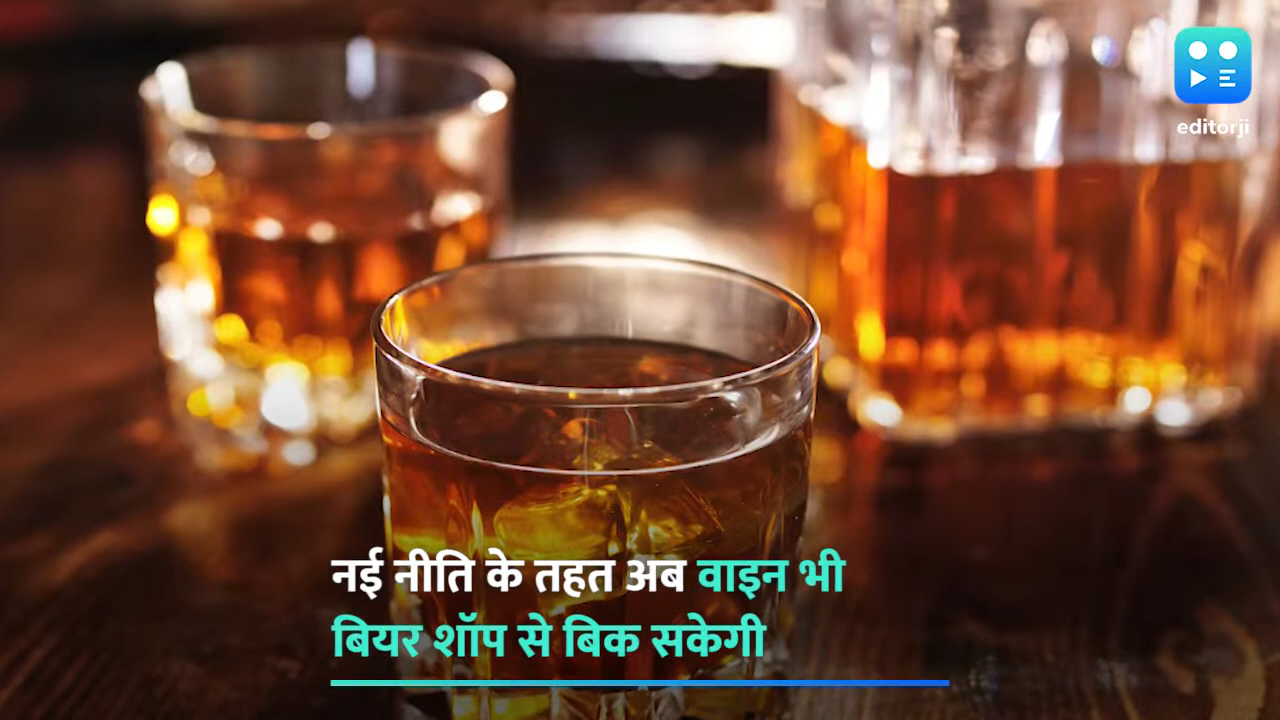 editorji
नई नीति के तहत अब वाइन भी
बियर शॉप से बिक सकेगी